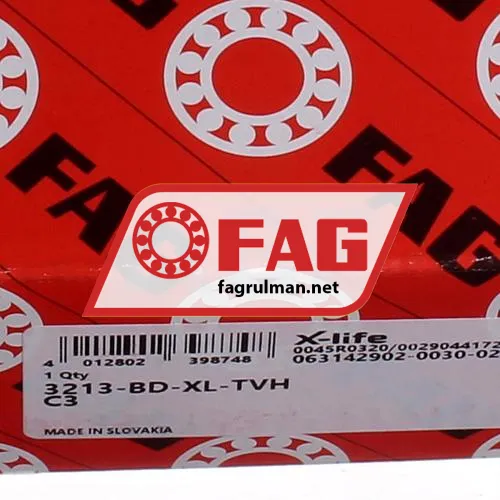 FAG
FAG
FAG
fagrulman.net
X-life
0045R0320/0029044172
063142902-0030-02
4 012802 398748
1 Qty
3213-BD-XL-TVH
C3
MADE IN SLOVAKIA